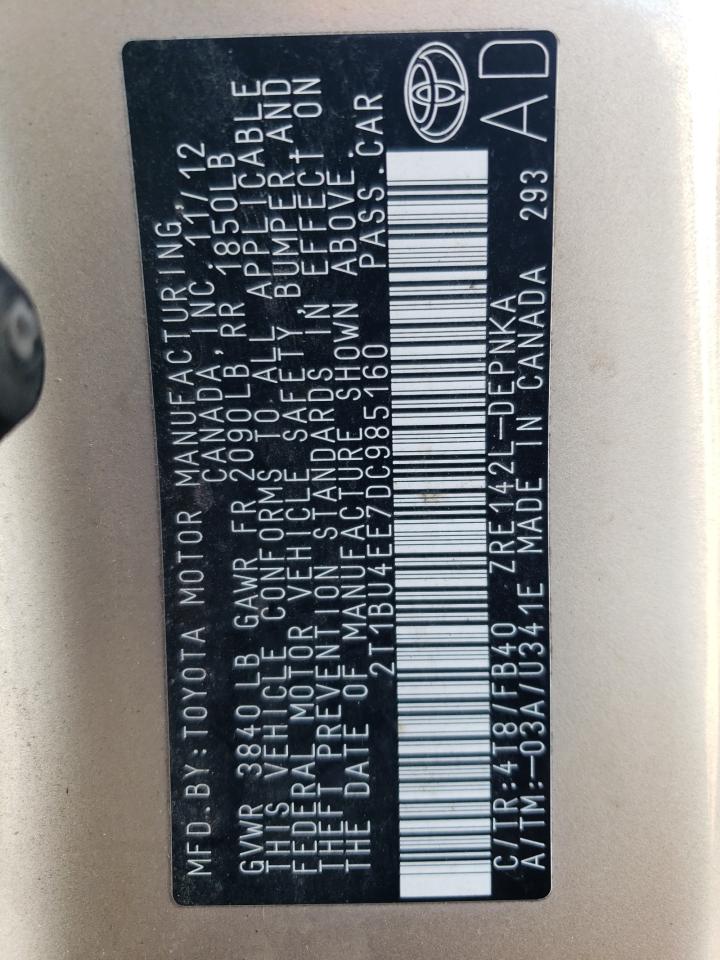 MFD.BY:TOYOTA MOTOR MANUFACTURING,
CANADA, INC. 11/12
GVWR 3840LB GAWR FR 2090LB, RR 1850LB
THIS VEHICLE CONFORMS TO ALL APPLICABLE
FEDERAL MOTOR VEHICLE SAFETY, BUMPER, AND
THEFT PREVENTION STANDARDS IN EFFECT ON
THE DATE OF MANUFACTURE SHOWN ABOVE.
2T1BU4EE7DC985160 PASS.CAR
C/TR:4T8/FB40 ZRE142L-DEPNKA
A/TM:-03A/U341E MADE IN CANADA 293
AD